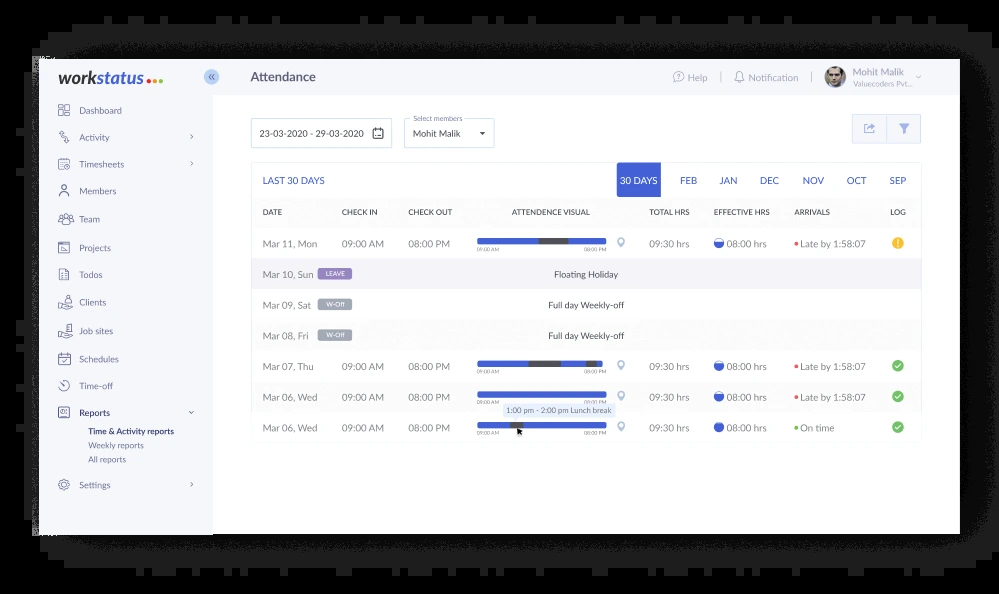 workstatus
Attendance
Help
Notification
Mohit Malik
Valuecoders Pvt...
Dashboard
Activity
Timesheets
Members
Team
Projects
Todos
Clients
Job sites
Schedules
Time-off
Reports
Time & Activity reports
Weekly reports
All reports
Settings
23-03-2020 - 29-03-2020
Select members
Mohit Malik
LAST 30 DAYS 30 DAYS FEB JAN DEC NOV OCT SEP
DATE CHECK IN CHECK OUT ATTENDENCE VISUAL TOTAL HRS EFFECTIVE HRS ARRIVALS LOG
Mar 11, Mon 09:00 AM 08:00 PM 09:30 hrs 08:00 hrs Late by 1:58:07
09:00 AM 08:00 PM
Mar 10, Sun LEAVE Floating Holiday
Mar 09, Sat W-Off Full day Weekly-off
Mar 08, Fri W-Off Full day Weekly-off
Mar 07, Thu 09:00 AM 08:00 PM 09:30 hrs 08:00 hrs Late by 1:58:07
09:00 AM 08:00 PM
Mar 06, Wed 09:00 AM 08:00 PM 09:30 hrs 08:00 hrs Late by 1:58:07
09:00 AM 08:00 PM
1:00 pm - 2:00 pm Lunch break
Mar 06, Wed 09:00 AM 08:00 PM 09:30 hrs 08:00 hrs On time
09:00 AM 08:00 PM